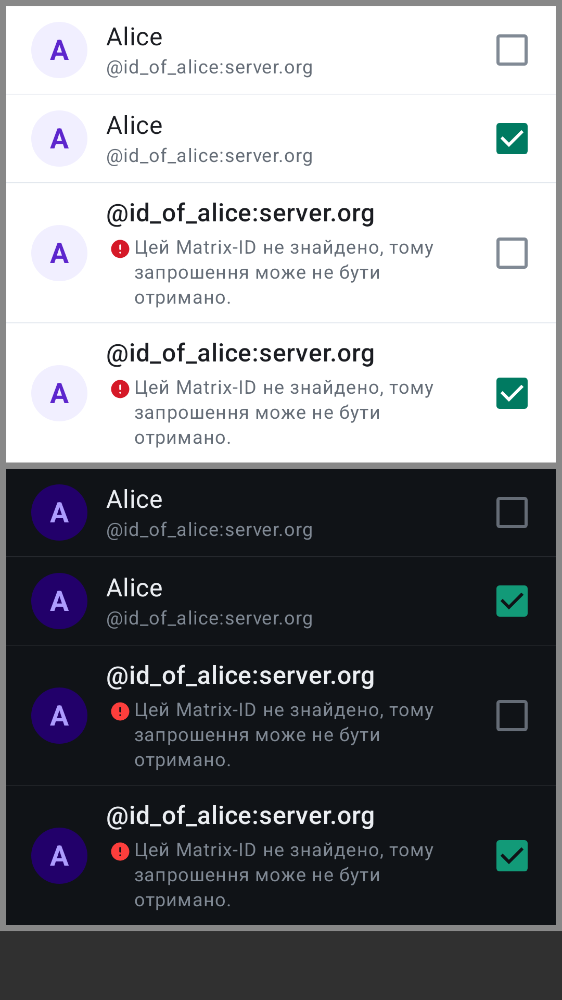 A
Alice
@id_of_alice:server.org
A
Alice
@id_of_alice:server.org
A
@id_of_alice:server.org
Цей Matrix-ID не знайдено, тому
запрошення може не бути
отримано.
A
@id_of_alice:server.org
Цей Matrix-ID не знайдено, тому
запрошення може не бути
отримано.
A
Alice
@id_of_alice:server.org
A
Alice
@id_of_alice:server.org
A
@id_of_alice:server.org
Цей Matrix-ID не знайдено, тому
запрошення може не бути
отримано.
A
@id_of_alice:server.org
Цей Matrix-ID не знайдено, тому
запрошення може не бути
отримано.